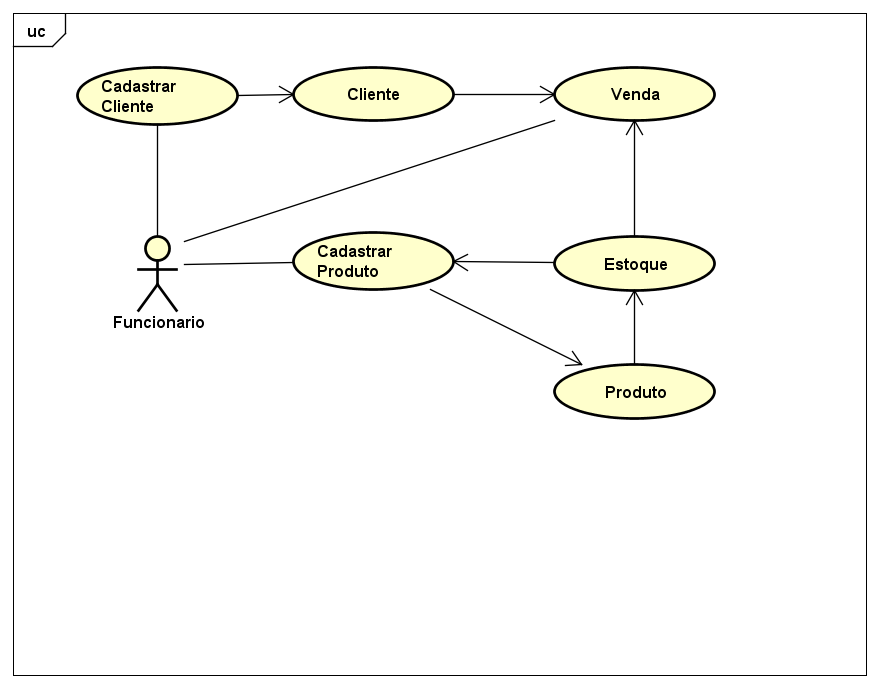 uc
Cadastrar
Cliente
Cliente
Venda
Cadastrar
Produto
Estoque
Funcionario
Produto